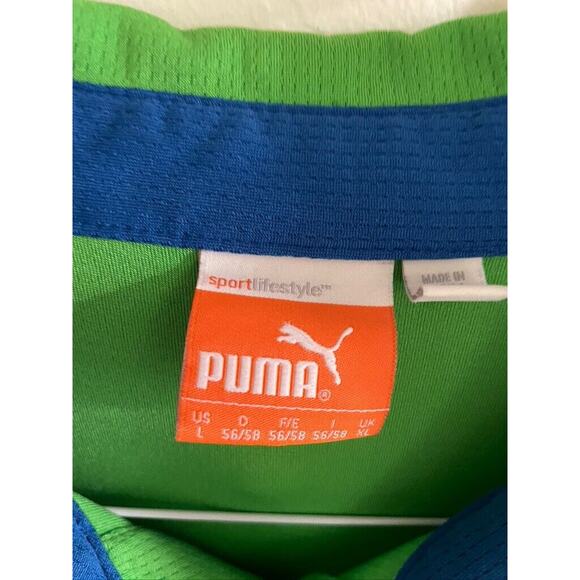 sportlifestyle™
MADE IN
PUMA®
US D F/E I UK
L 56/58 56/58 56/58 XL